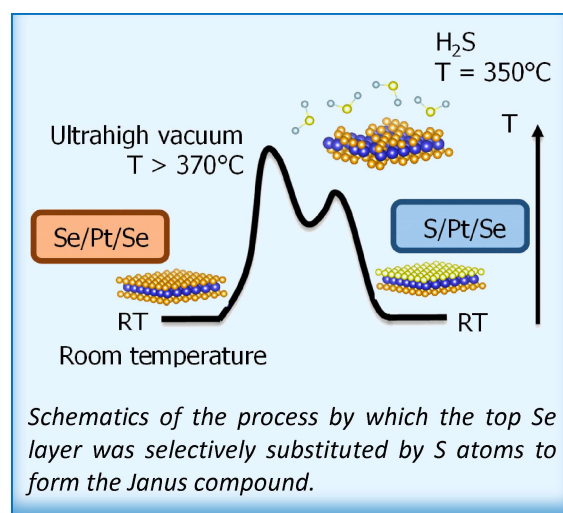 H₂S
T = 350°C
T
Ultrahigh vacuum
T > 370°C
Se/Pt/Se
S/Pt/Se
RT
RT
Room temperature
Schematics of the process by which the top Se
layer was selectively substituted by S atoms to
form the Janus compound.